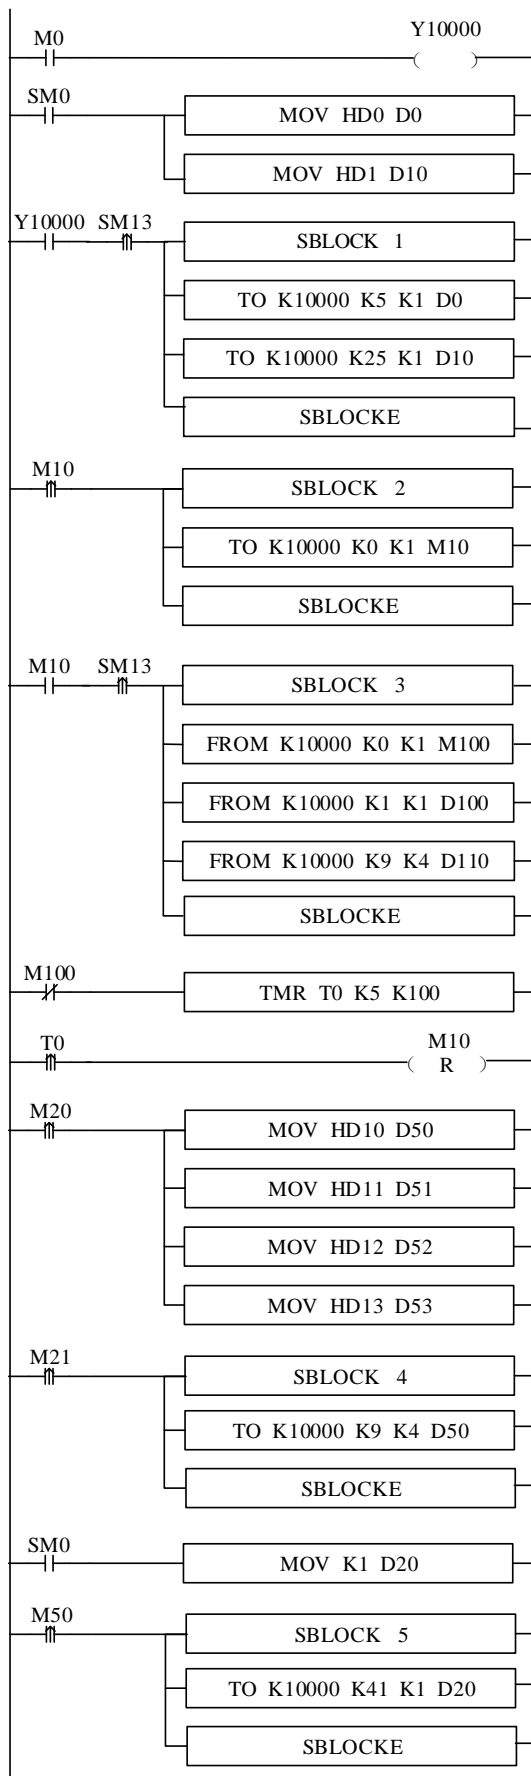 M0 Y10000
SM0
MOV HD0 D0
MOV HD1 D10
Y10000 SM13
SBLOCK 1
TO K10000 K5 K1 D0
TO K10000 K25 K1 D10
SBLOCKE
M10
SBLOCK 2
TO K10000 K0 K1 M10
SBLOCKE
M10 SM13
SBLOCK 3
FROM K10000 K0 K1 M100
FROM K10000 K1 K1 D100
FROM K10000 K9 K4 D110
SBLOCKE
M100
TMR T0 K5 K100
T0 M10
R
M20
MOV HD10 D50
MOV HD11 D51
MOV HD12 D52
MOV HD13 D53
M21
SBLOCK 4
TO K10000 K9 K4 D50
SBLOCKE
SM0
MOV K1 D20
M50
SBLOCK 5
TO K10000 K41 K1 D20
SBLOCKE